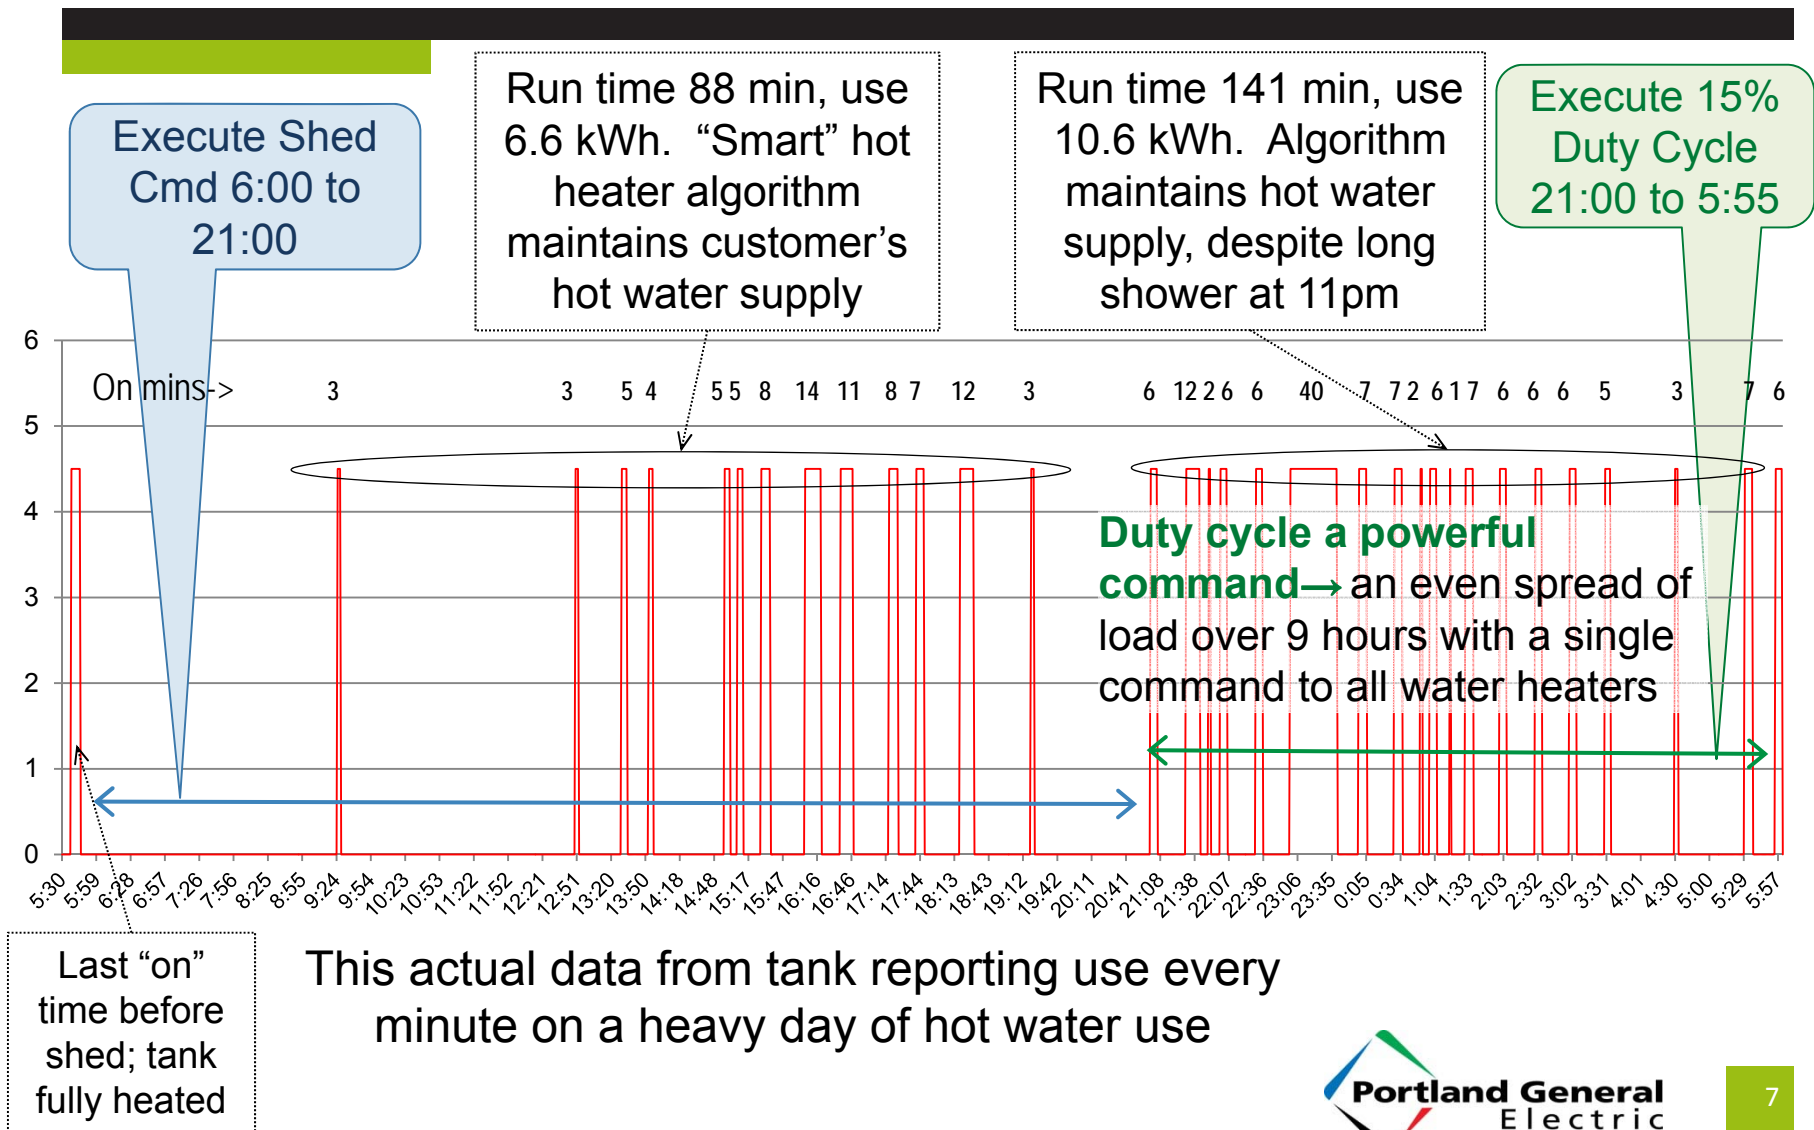 Execute Shed
Cmd 6:00 to
21:00
Run time 88 min, use
6.6 kWh.  “Smart” hot
heater algorithm
maintains customer’s
hot water supply
Run time 141 min, use
10.6 kWh.  Algorithm
maintains hot water
supply, despite long
shower at 11pm
Execute 15%
Duty Cycle
21:00 to 5:55
6
5
4
3
2
1
0
On mins-> 3 3 5 4 5 5 8 14 11 8 7 12 3 6 12 2 6 6 40 7 7 2 6 1 7 6 6 6 5 3 7 6
Duty cycle a powerful
command→ an even spread of
load over 9 hours with a single
command to all water heaters
5:30 5:59 6:28 6:57 7:26 7:56 8:25 8:55 9:24 9:54 10:23 10:53 11:22 11:52 12:21 12:51 13:20 13:50 14:18 14:48 15:17 15:47 16:16 16:46 17:14 17:44 18:13 18:43 19:12 19:42 20:11 20:41 21:08 21:38 22:07 22:36 23:06 23:35 0:05 0:34 1:04 1:33 2:03 2:32 3:02 3:31 4:01 4:30 5:00 5:29 5:57
Last “on”
time before
shed; tank
fully heated
This actual data from tank reporting use every
minute on a heavy day of hot water use
Portland General
Electric
7